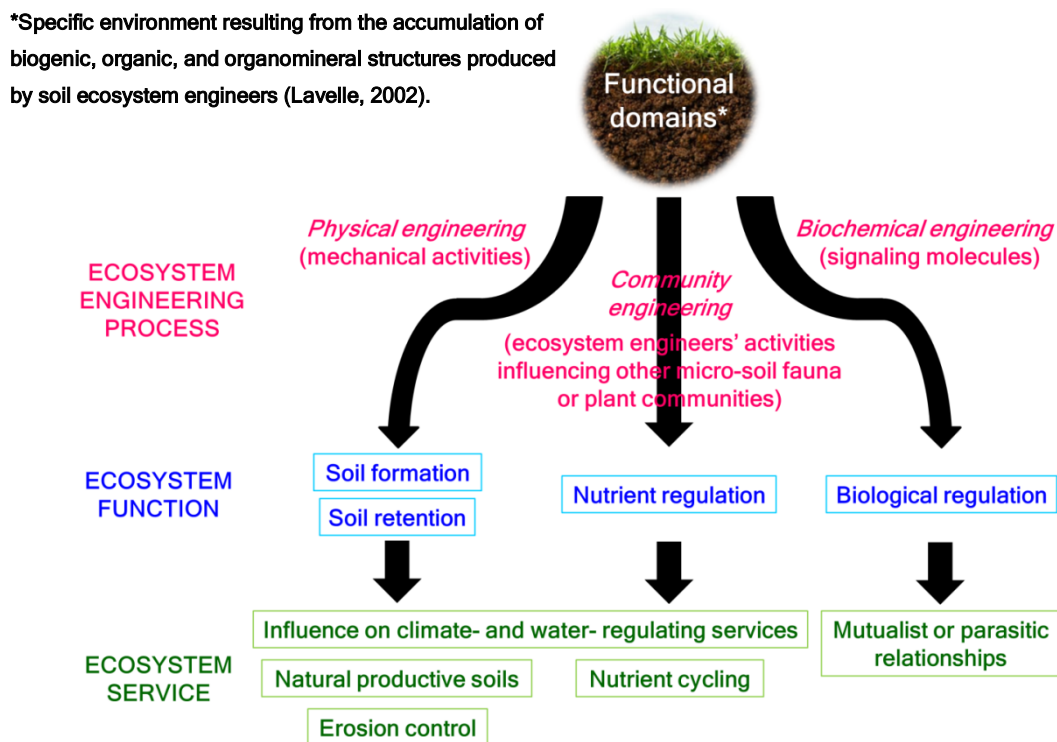 *Specific environment resulting from the accumulation of
biogenic, organic, and organomineral structures produced
by soil ecosystem engineers (Lavelle, 2002).
Functional
domains*
ECOSYSTEM
ENGINEERING
PROCESS
Physical engineering
(mechanical activities)
Community
engineering
(ecosystem engineers’ activities
influencing other micro-soil fauna
or plant communities)
Biochemical engineering
(signaling molecules)
ECOSYSTEM
FUNCTION
Soil formation
Soil retention
Nutrient regulation
Biological regulation
ECOSYSTEM
SERVICE
Influence on climate- and water- regulating services
Natural productive soils
Nutrient cycling
Erosion control
Mutualist or parasitic
relationships